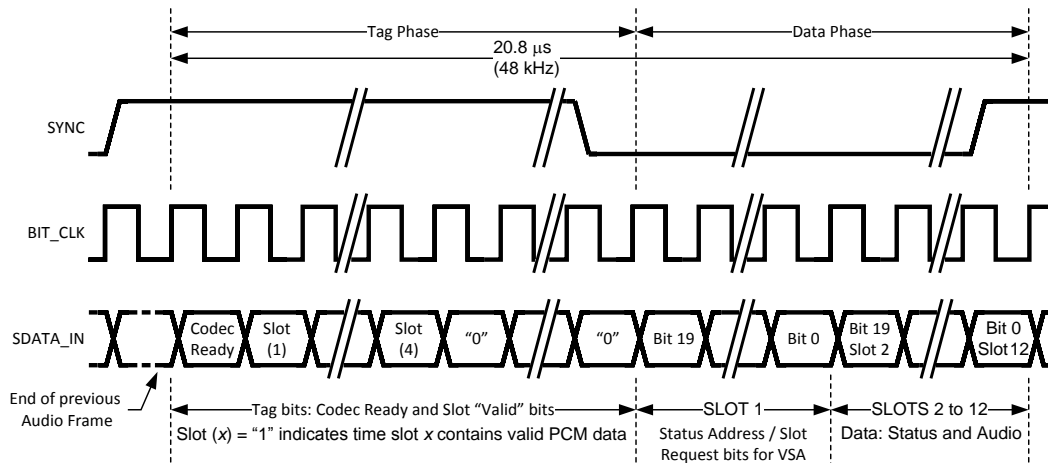 Tag Phase
Data Phase
20.8 μs
(48 kHz)
SYNC
BIT_CLK
SDATA_IN
Codec
Ready
Slot
(1)
Slot
(4)
“0”
“0”
Bit 19
Bit 0
Bit 19
Slot 2
Bit 0
Slot12
End of previous
Audio Frame
Tag bits: Codec Ready and Slot “Valid” bits
Slot (x) = “1” indicates time slot x contains valid PCM data
SLOT 1
Status Address / Slot
Request bits for VSA
SLOTS 2 to 12
Data: Status and Audio